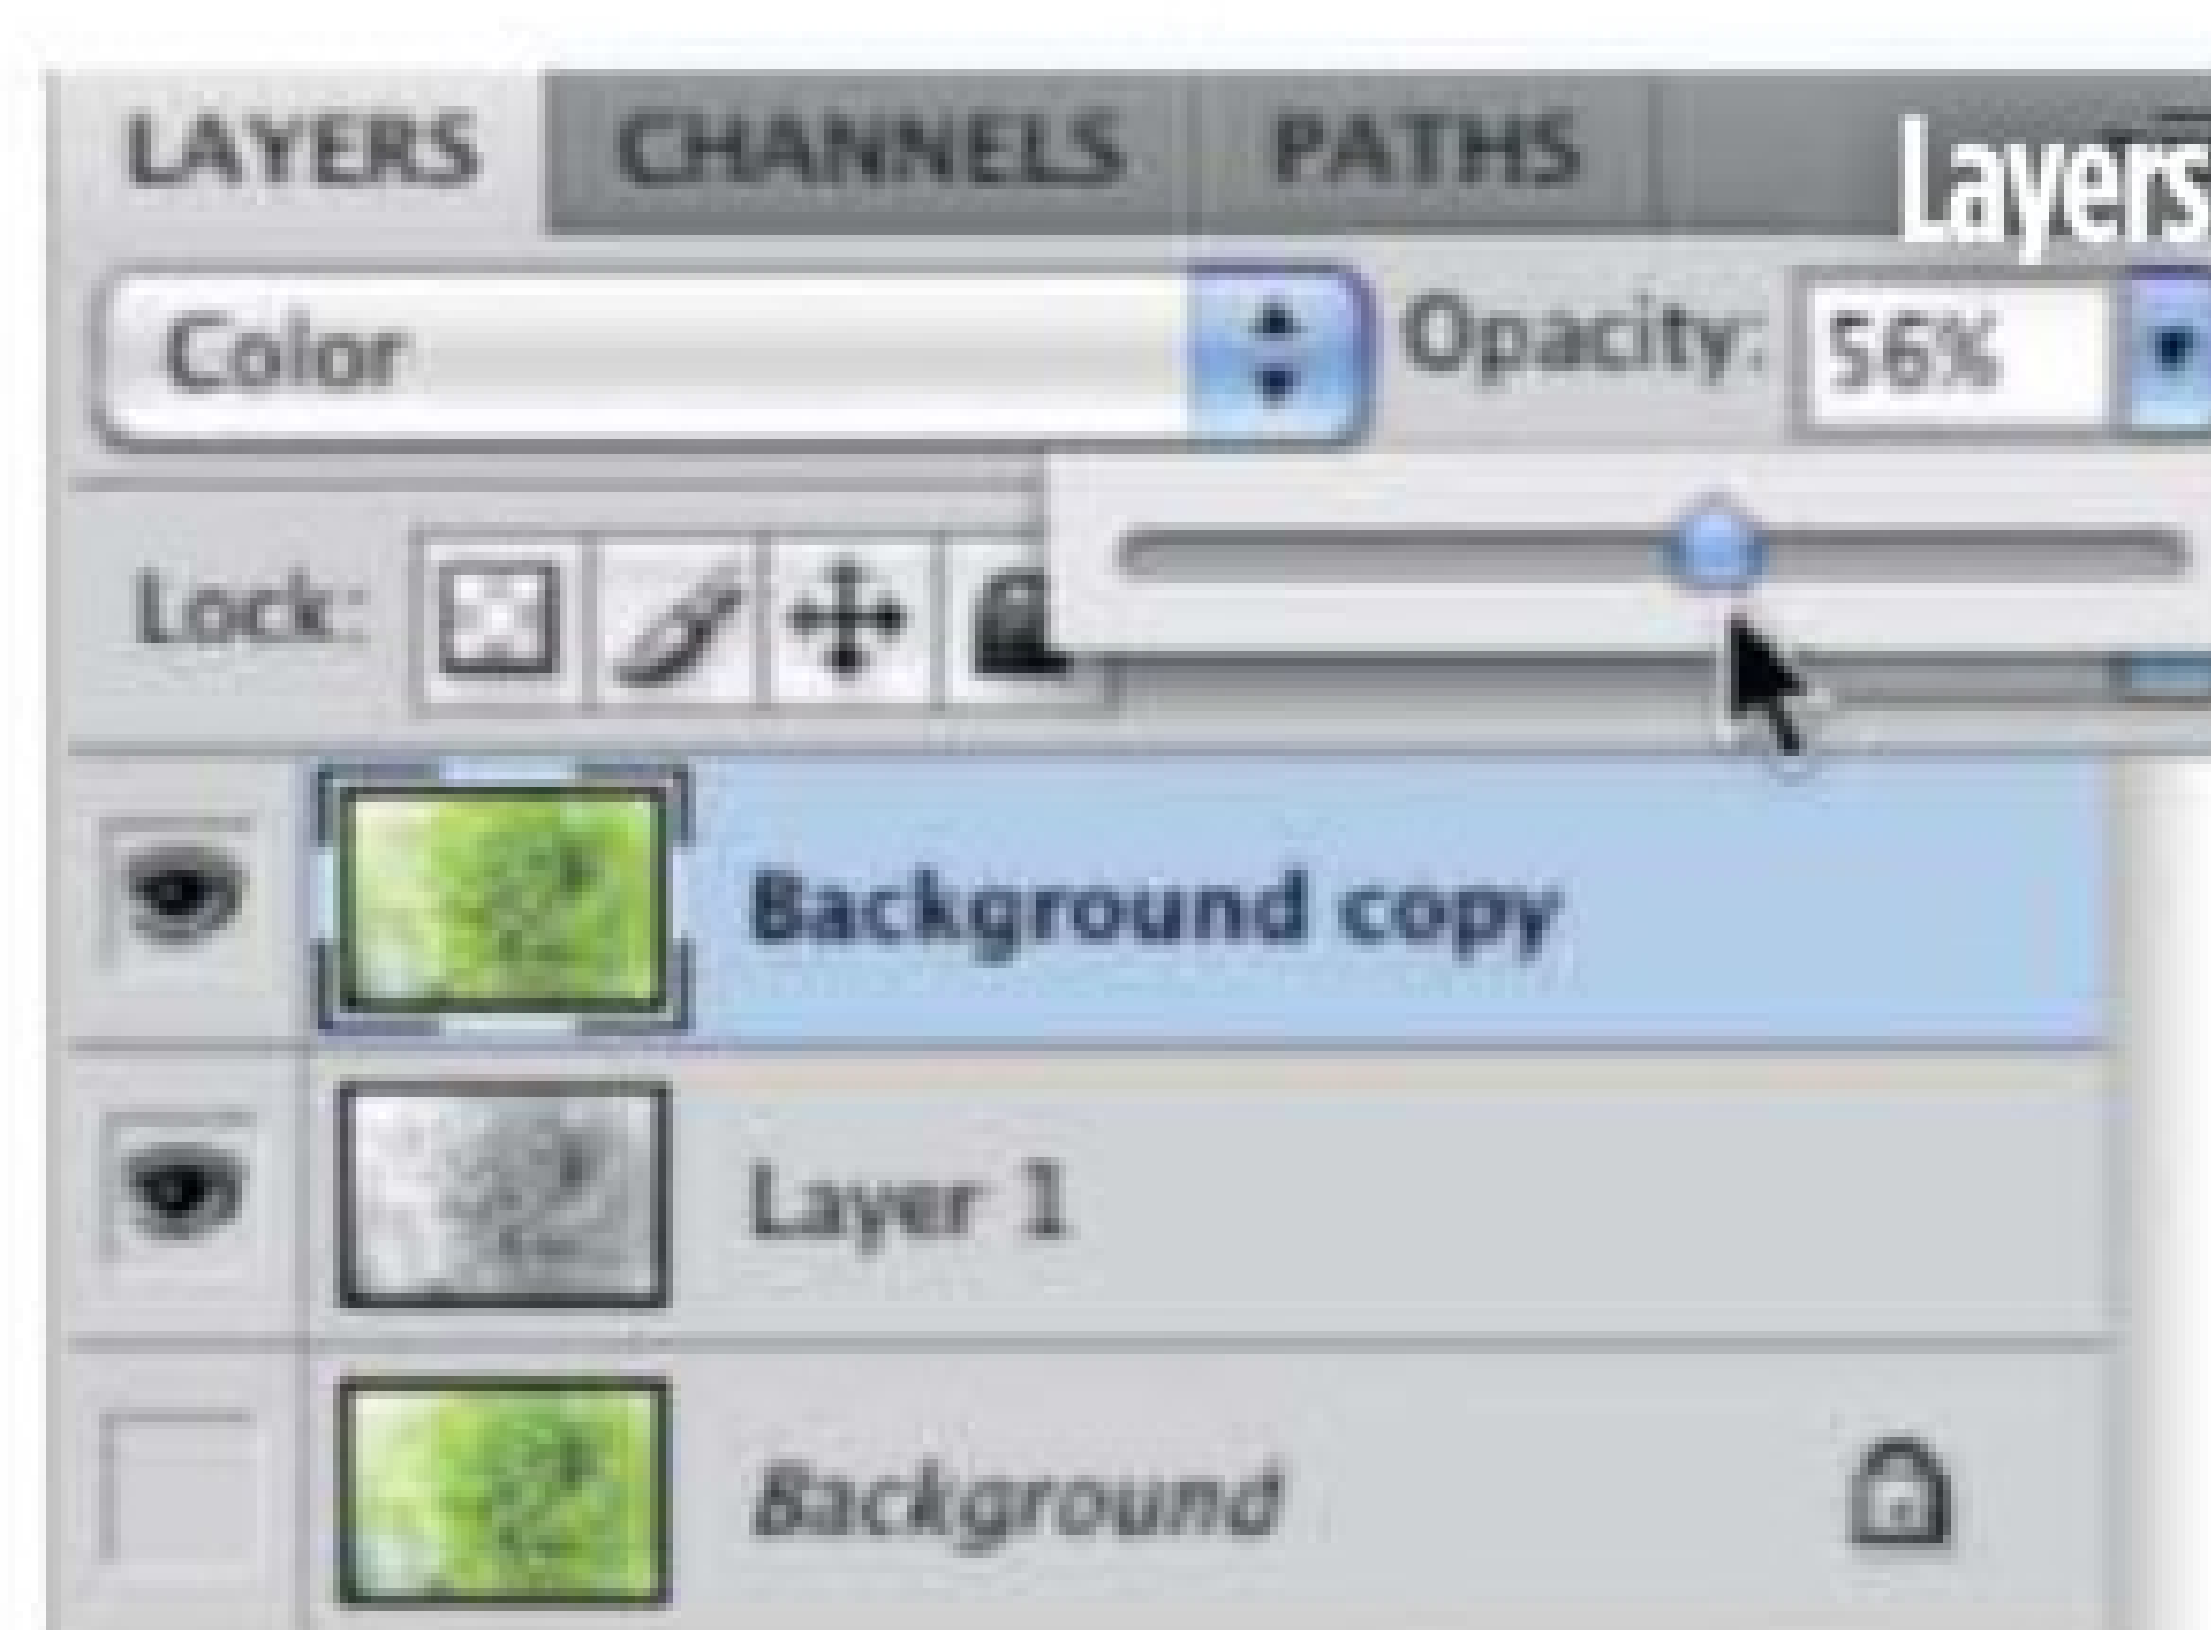 LAYERS CHANNELS PATHS Layers
Color Opacity: 56%
Lock:
Background copy
Layer 1
Background